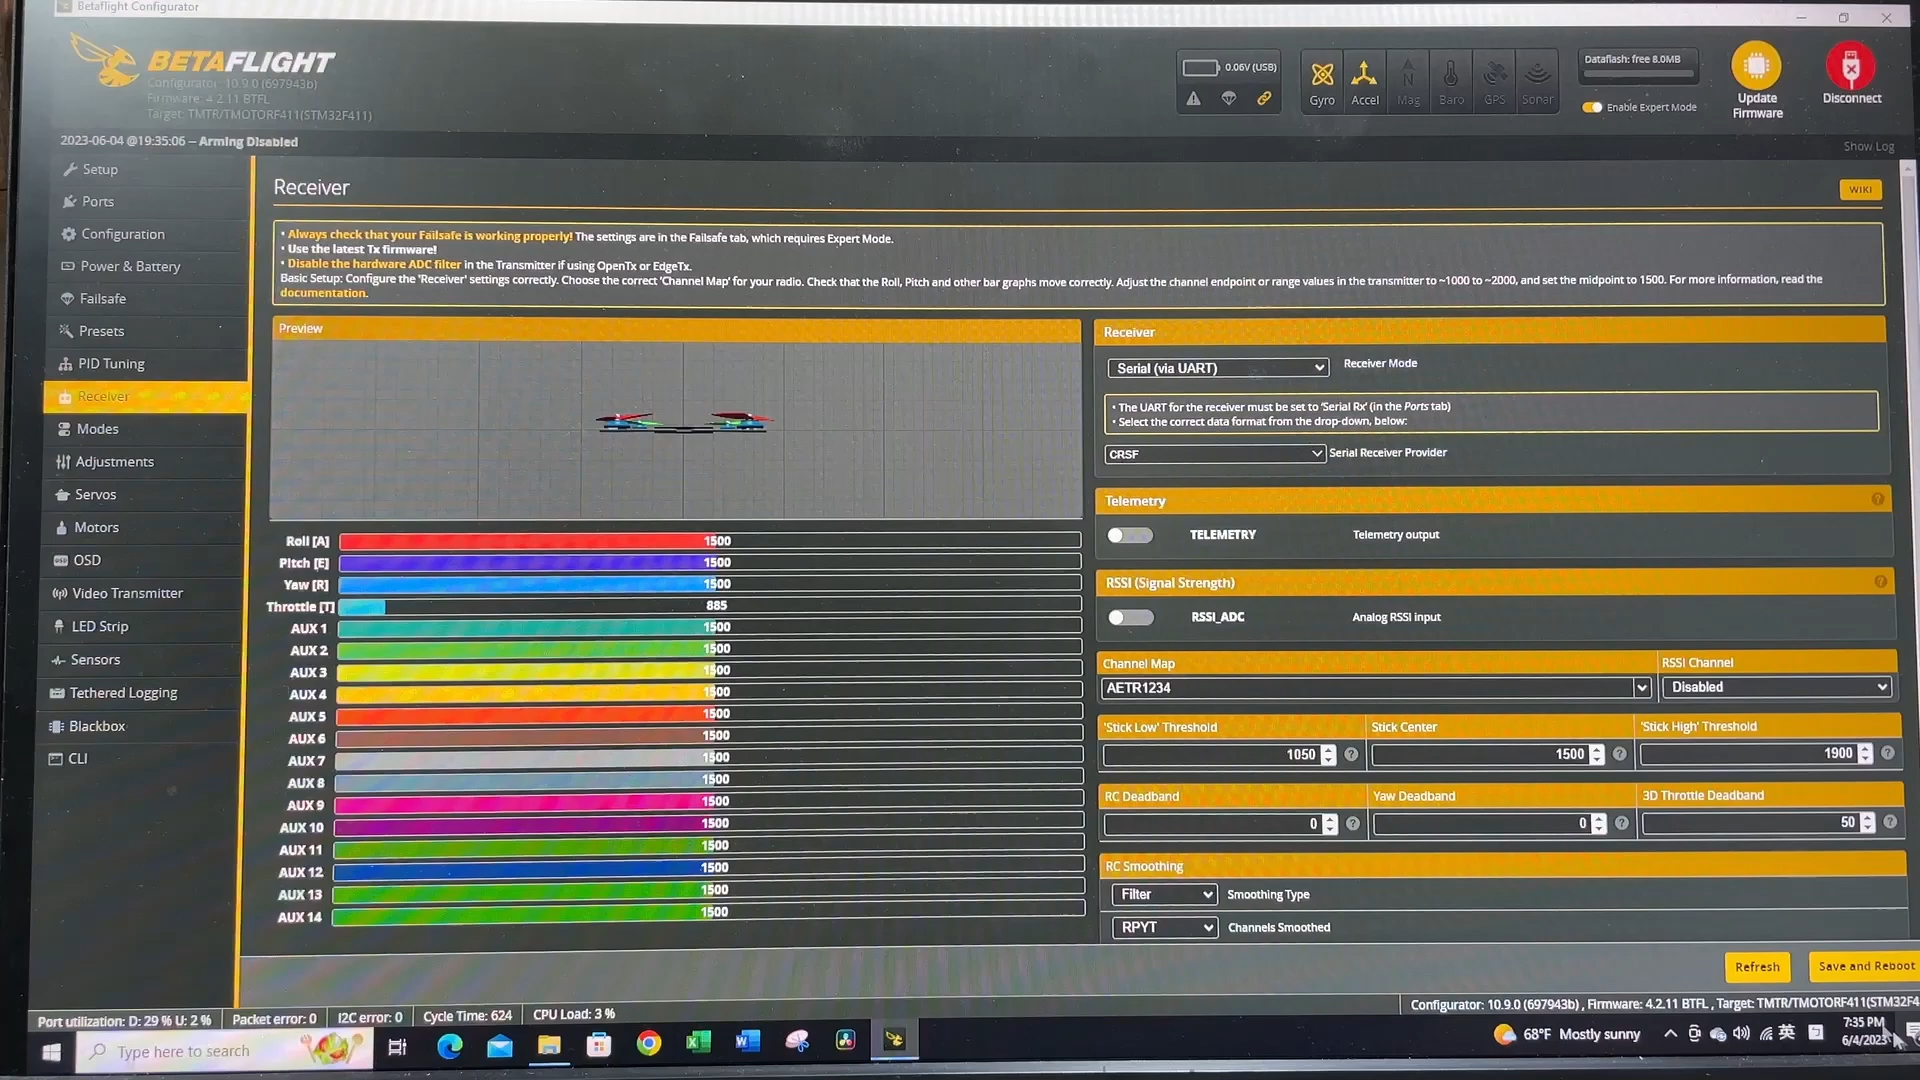 Betaflight Configurator
BETAFLIGHT
Configurator: 10.9.0 (697943b)
Firmware: 4.2.11 BTFL
Target: TMTR/TMOTORF411(STM32F411)
0.06V (USB)
Gyro
Accel
Mag
Baro
GPS
Sonar
Dataflash: free 8.0MB
Enable Expert Mode
Update
Firmware
Disconnect
2023-06-04 @19:35:06 -- Arming Disabled
Show Log
Setup
Ports
Configuration
Power & Battery
Failsafe
Presets
PID Tuning
Receiver
Modes
Adjustments
Servos
Motors
OSD
Video Transmitter
LED Strip
Sensors
Tethered Logging
Blackbox
CLI
Receiver
WIKI
• Always check that your Failsafe is working properly! The settings are in the Failsafe tab, which requires Expert Mode.
• Use the latest Tx firmware!
• Disable the hardware ADC filter in the Transmitter if using OpenTx or EdgeTx.
Basic Setup: Configure the 'Receiver' settings correctly. Choose the correct 'Channel Map' for your radio. Check that the Roll, Pitch and other bar graphs move correctly. Adjust the channel endpoint or range values in the transmitter to ~1000 to ~2000, and set the midpoint to 1500. For more information, read the
documentation.
Preview
Roll [A] 1500
Pitch [E] 1500
Yaw [R] 1500
Throttle [T] 885
AUX 1 1500
AUX 2 1500
AUX 3 1500
AUX 4 1500
AUX 5 1500
AUX 6 1500
AUX 7 1500
AUX 8 1500
AUX 9 1500
AUX 10 1500
AUX 11 1500
AUX 12 1500
AUX 13 1500
AUX 14 1500
Receiver
Serial (via UART) Receiver Mode
• The UART for the receiver must be set to 'Serial Rx' (in the Ports tab)
• Select the correct data format from the drop-down, below:
CRSF Serial Receiver Provider
Telemetry
TELEMETRY Telemetry output
RSSI (Signal Strength)
RSSI_ADC Analog RSSI input
Channel Map RSSI Channel
AETR1234 Disabled
'Stick Low' Threshold Stick Center 'Stick High' Threshold
1050 1500 1900
RC Deadband Yaw Deadband 3D Throttle Deadband
0 0 50
RC Smoothing
Filter Smoothing Type
RPYT Channels Smoothed
Refresh
Save and Reboot
Port utilization: D: 29 % U: 2 % Packet error: 0 I2C error: 0 Cycle Time: 624 CPU Load: 3 %
Configurator: 10.9.0 (697943b) , Firmware: 4.2.11 BTFL , Target: TMTR/TMOTORF411(STM32F4
Type here to search
68°F Mostly sunny
英
7:35 PM
6/4/2023